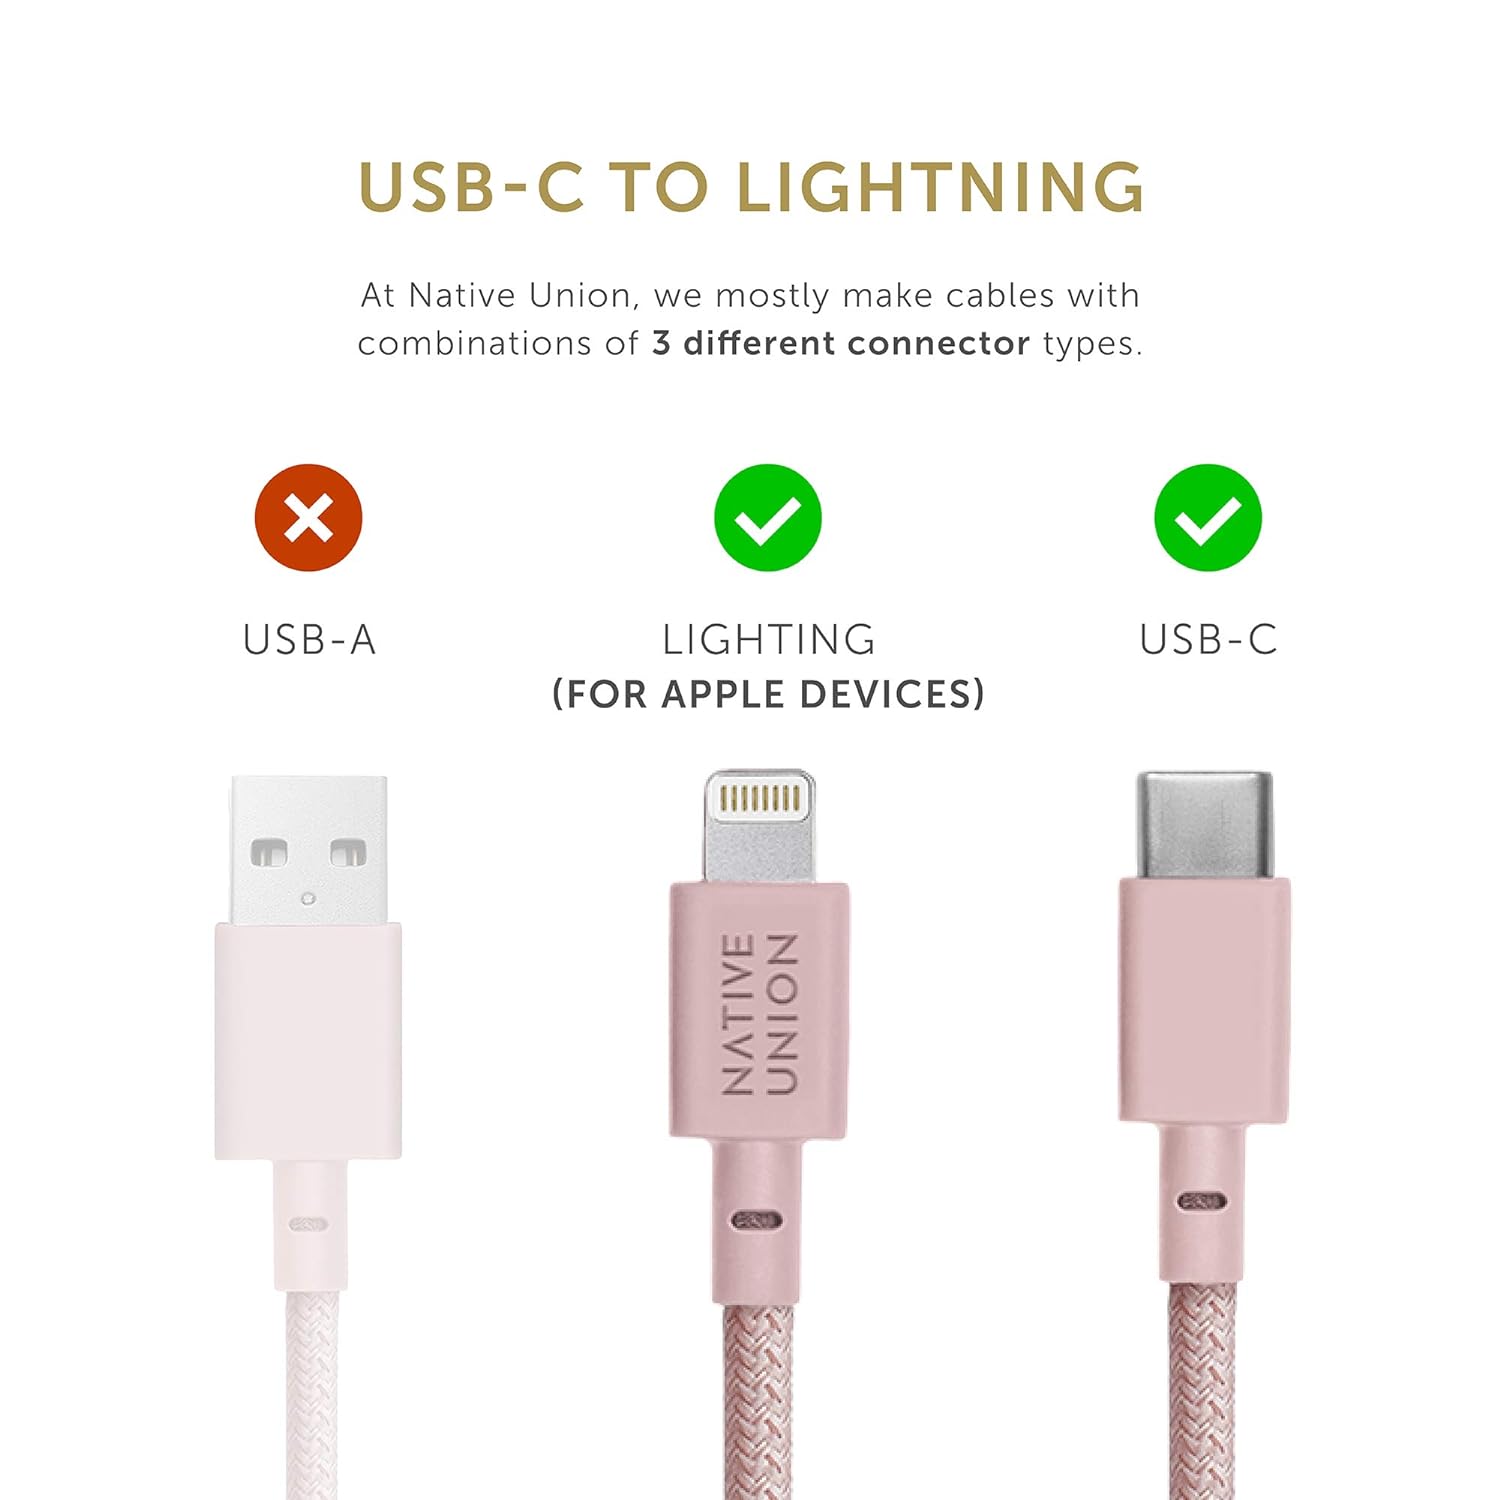 USB-C TO LIGHTNING
At Native Union, we mostly make cables with
combinations of 3 different connector types.
USB-A
LIGHTING
(FOR APPLE DEVICES)
USB-C
NATIVE
UNION